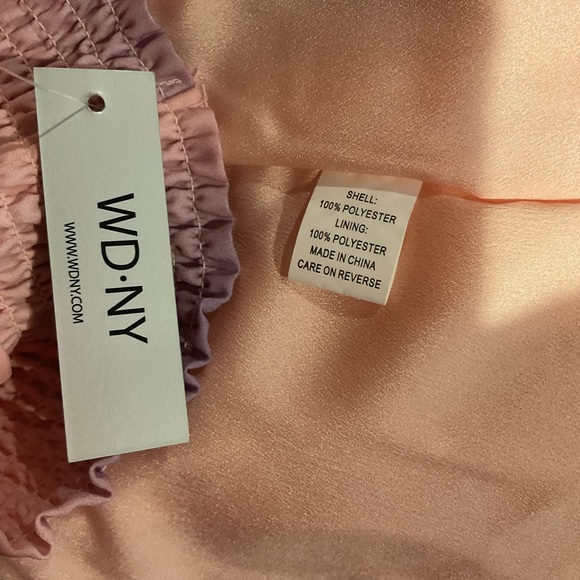 WD·NY
WWW.WDNY.COM
SHELL:
100% POLYESTER
LINING:
100% POLYESTER
MADE IN CHINA
CARE ON REVERSE